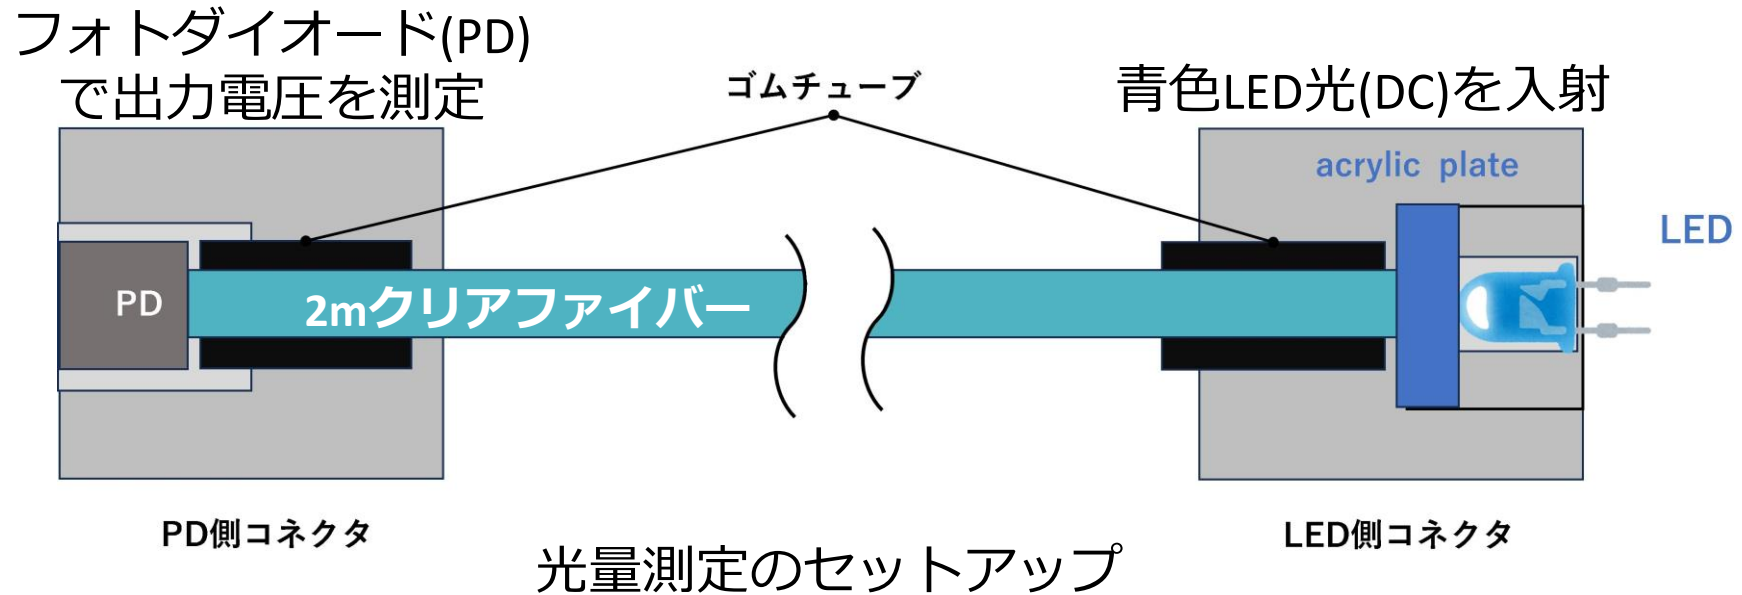 フォトダイオード(PD)
で出力電圧を測定
ゴムチューブ
青色LED光(DC)を入射
acrylic plate
LED
PD
2mクリアファイバー
PD側コネクタ
LED側コネクタ
光量測定のセットアップ